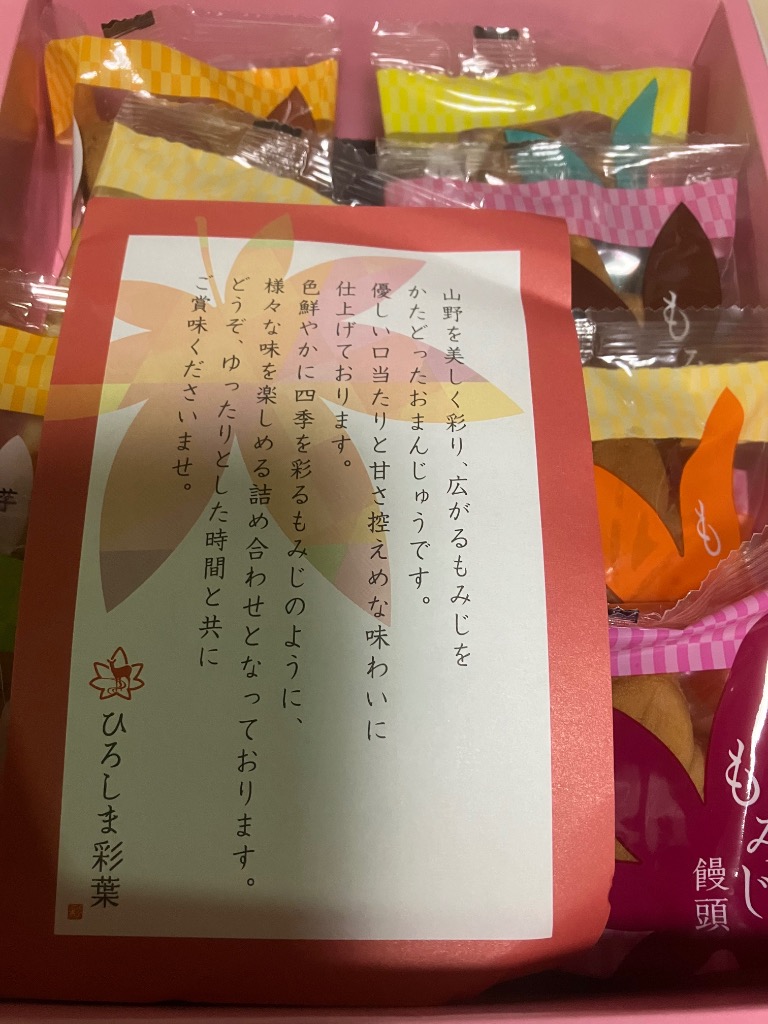 山野を美しく彩り、広がるもみじを
かたどったおまんじゅうです。
優しい口当たりと甘さ控えめな味わいに
仕上げております。
色鮮やかに四季を彩るもみじのように、
様々な味を楽しめる詰め合わせとなっております。
どうぞ、ゆったりとした時間と共に
ご賞味くださいませ。
ひろしま彩葉
もみ
も
もみじ
饅頭
芋